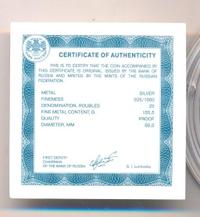 CERTIFICATE OF AUTHENTICITY
THIS IS TO CERTIFY THAT THE COIN ACCOMPANIED BY
THIS CERTIFICATE IS ORIGINAL, ISSUED BY THE BANK OF
RUSSIA AND MINTED BY THE MINTS OF THE RUSSIAN
FEDERATION.
METAL SILVER
FINENESS 925/1000
DENOMINATION, ROUBLES 25
FINE METAL CONTENT, G 155.5
QUALITY PROOF
DIAMETER, MM 60.0
FIRST DEPUTY
CHAIRMAN
OF THE BANK OF RUSSIA